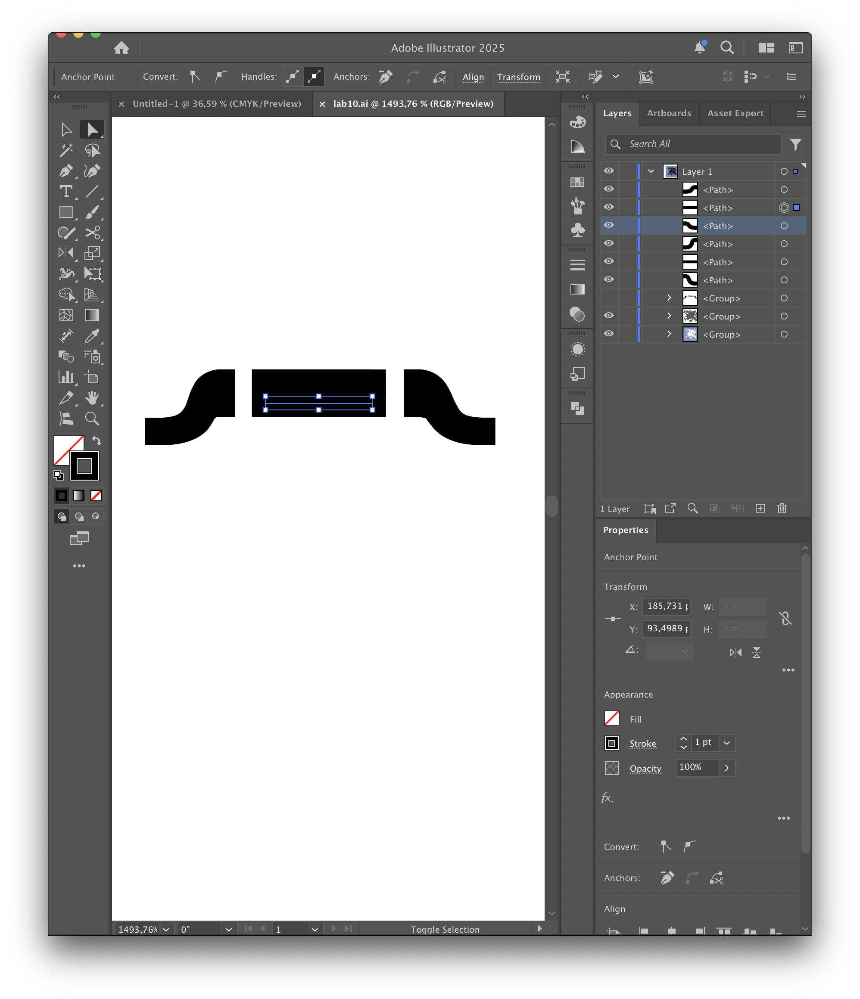 Adobe Illustrator 2025
Anchor Point Convert: Handles: Anchors: Align Transform
Untitled-1 @ 36,59 % (CMYK/Preview) lab10.ai @ 1493,76 % (RGB/Preview)
Layers Artboards Asset Export
Search All
Layer 1
<Path>
<Path>
<Path>
<Path>
<Path>
<Path>
<Group>
<Group>
<Group>
1 Layer
Properties
Anchor Point
Transform
X: 185,731 W: 0 pt
Y: 93,4989 H: 0 pt
0°
Appearance
Fill
Stroke 1 pt
Opacity 100%
fx
Convert:
Anchors:
Align
1493,76% 0° 1 Toggle Selection